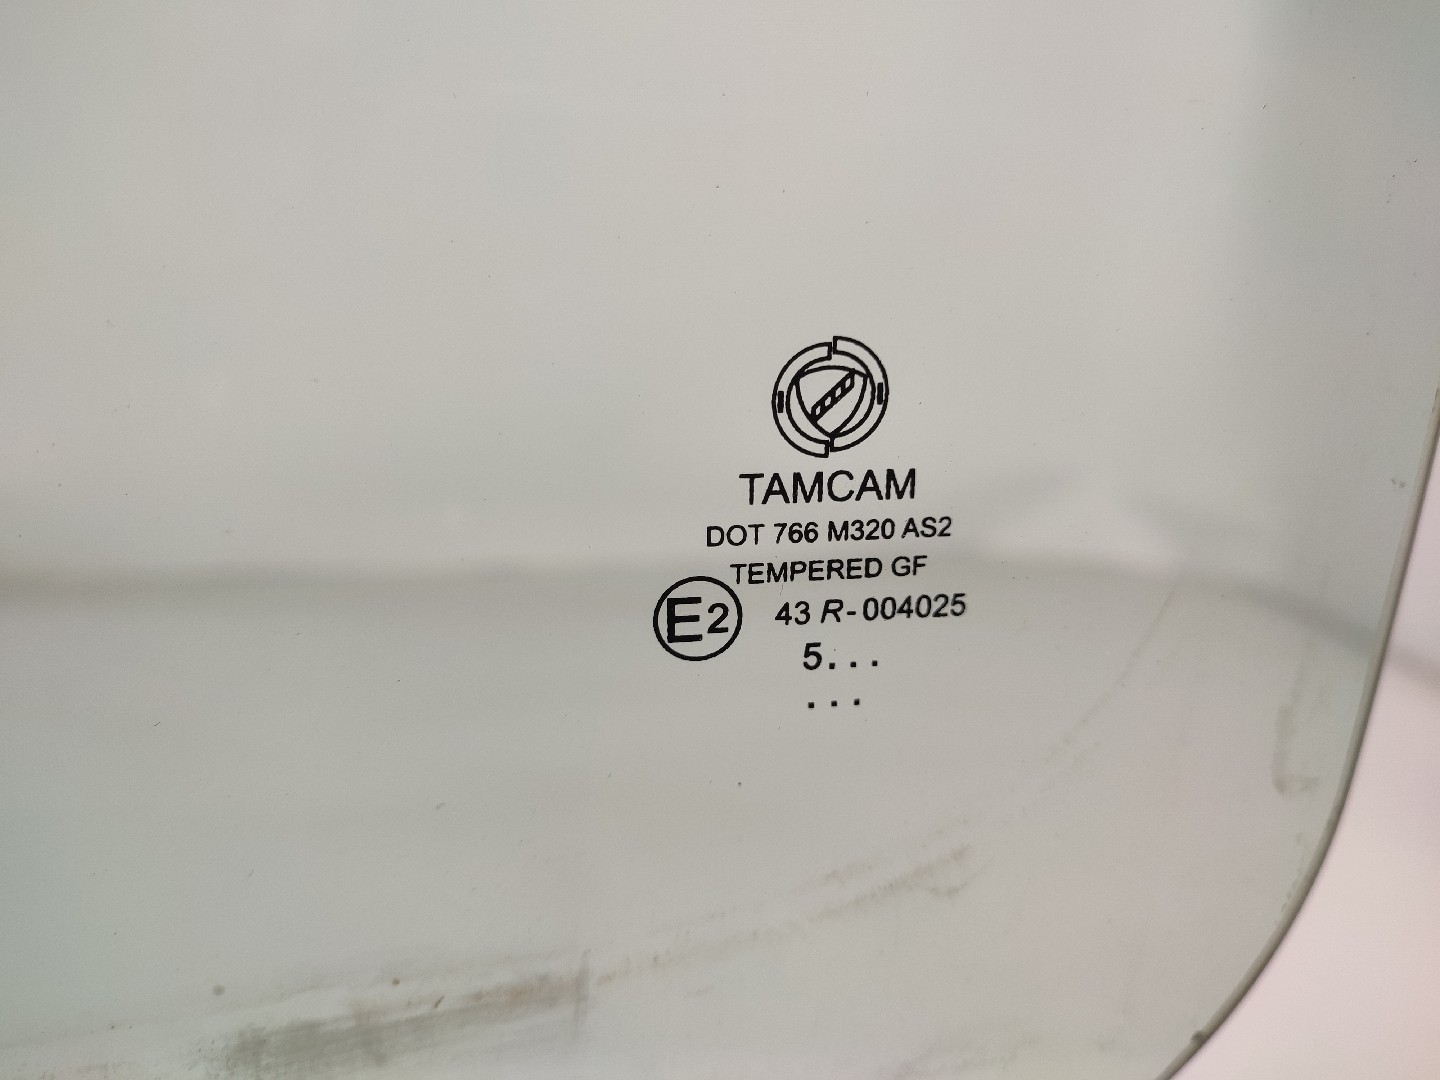 TAMCAM
DOT 766 M320 AS2
TEMPERED GF
E2 43 R-004025
5...
...